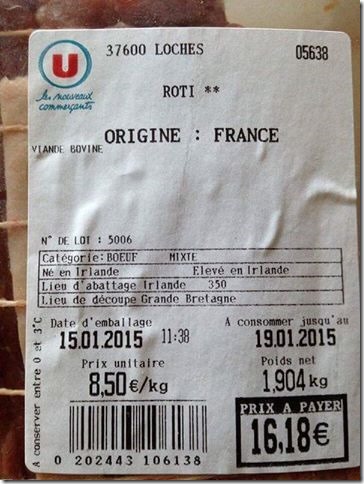 U
les nouveaux
commerçants
37600 LOCHES 05638
ROTI **
ORIGINE : FRANCE
VIANDE BOVINE
N° DE LOT : 5006
Catégorie: BOEUF MIXTE
Né en Irlande Elevé en Irlande
Lieu d'abattage Irlande 350
Lieu de découpe Grande Bretagne
Date d'emballage A consommer jusqu'au
15.01.2015 11:38 19.01.2015
Prix unitaire Poids net
8,50€/kg 1,904kg
PRIX A PAYER
16,18€
A conserver entre 0 et 3°C
0 202443 106138